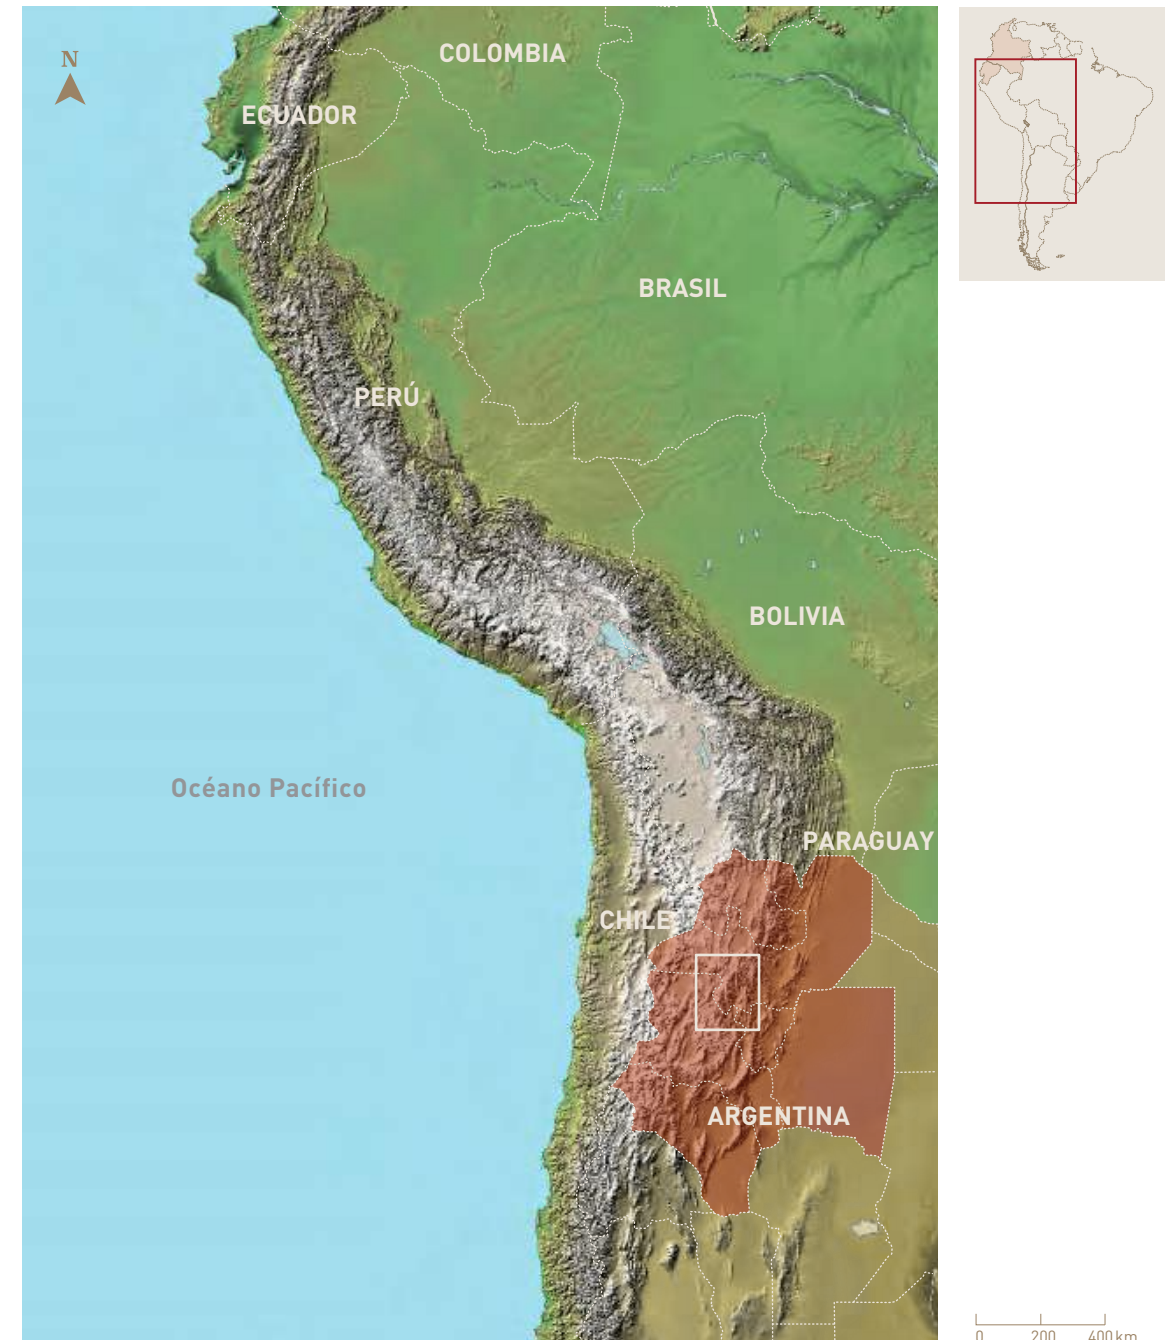 N
COLOMBIA
ECUADOR
BRASIL
PERÚ
BOLIVIA
Océano Pacífico
PARAGUAY
CHILE
ARGENTINA
0 200 400 km